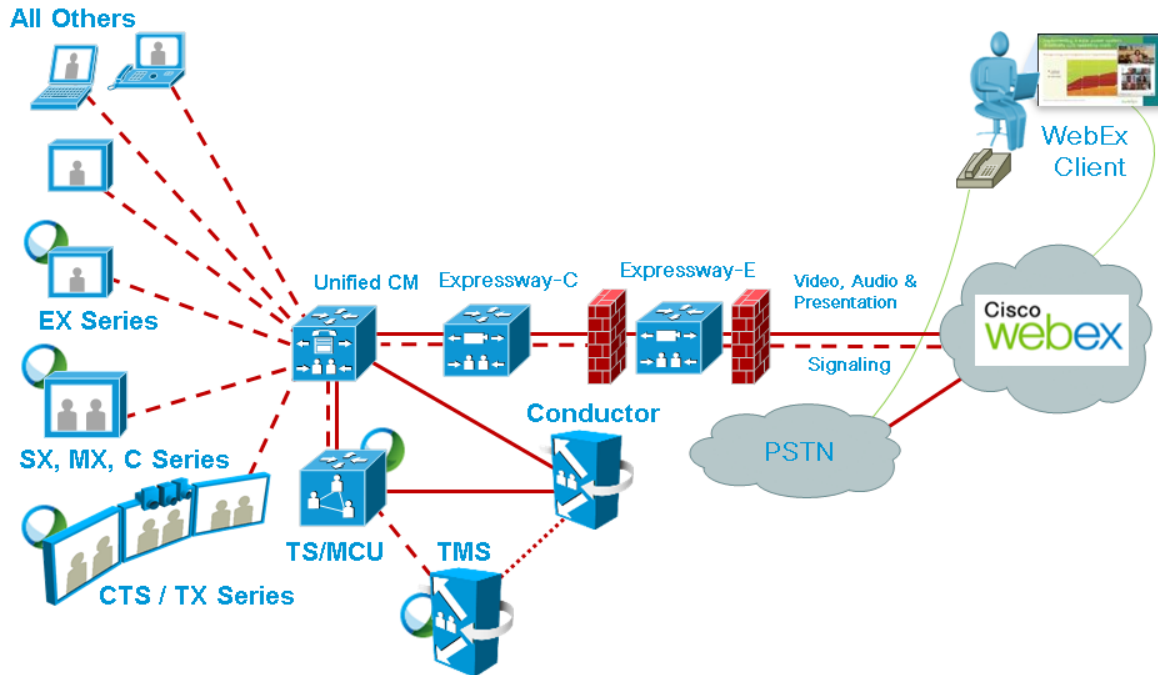 All Others
WebEx
Client
EX Series
Unified CM
Expressway-C
Expressway-E
Video, Audio &
Presentation
Signaling
Cisco
webex
SX, MX, C Series
Conductor
PSTN
TS/MCU
TMS
CTS / TX Series